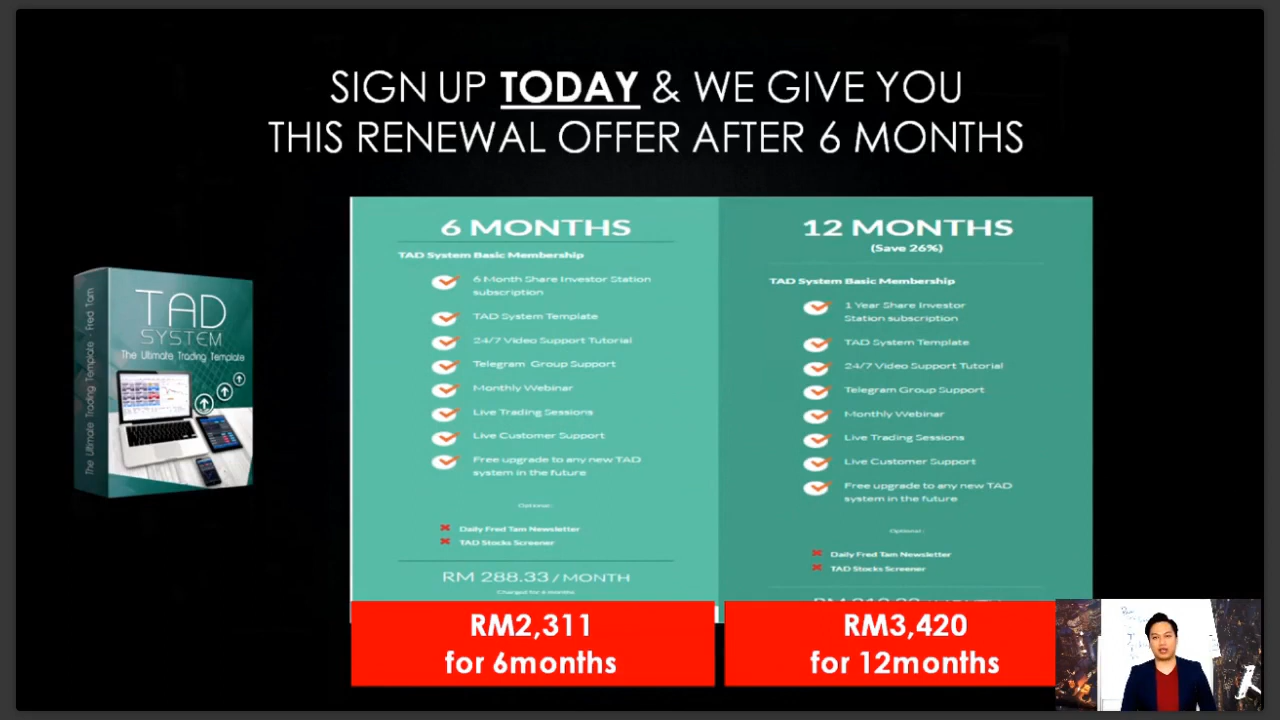 SIGN UP TODAY & WE GIVE YOU
THIS RENEWAL OFFER AFTER 6 MONTHS
The Ultimate Trading Template - Fred Tam
TAD
SYSTEM
The Ultimate Trading Template
6 MONTHS
TAD System Basic Membership
6 Month Share Investor Station
subscription
TAD System Template
24/7 Video Support Tutorial
Telegram Group Support
Monthly Webinar
Live Trading Sessions
Live Customer Support
Free upgrade to any new TAD
system in the future
Optional:
Daily Fred Tam Newsletter
TAD Stocks Screener
RM 288.33 / MONTH
Charged for 6 months
RM2,311
for 6months
12 MONTHS
(Save 26%)
TAD System Basic Membership
1 Year Share Investor
Station subscription
TAD System Template
24/7 Video Support Tutorial
Telegram Group Support
Monthly Webinar
Live Trading Sessions
Live Customer Support
Free upgrade to any new TAD
system in the future
Optional:
Daily Fred Tam Newsletter
TAD Stocks Screener
RM3,420
for 12months